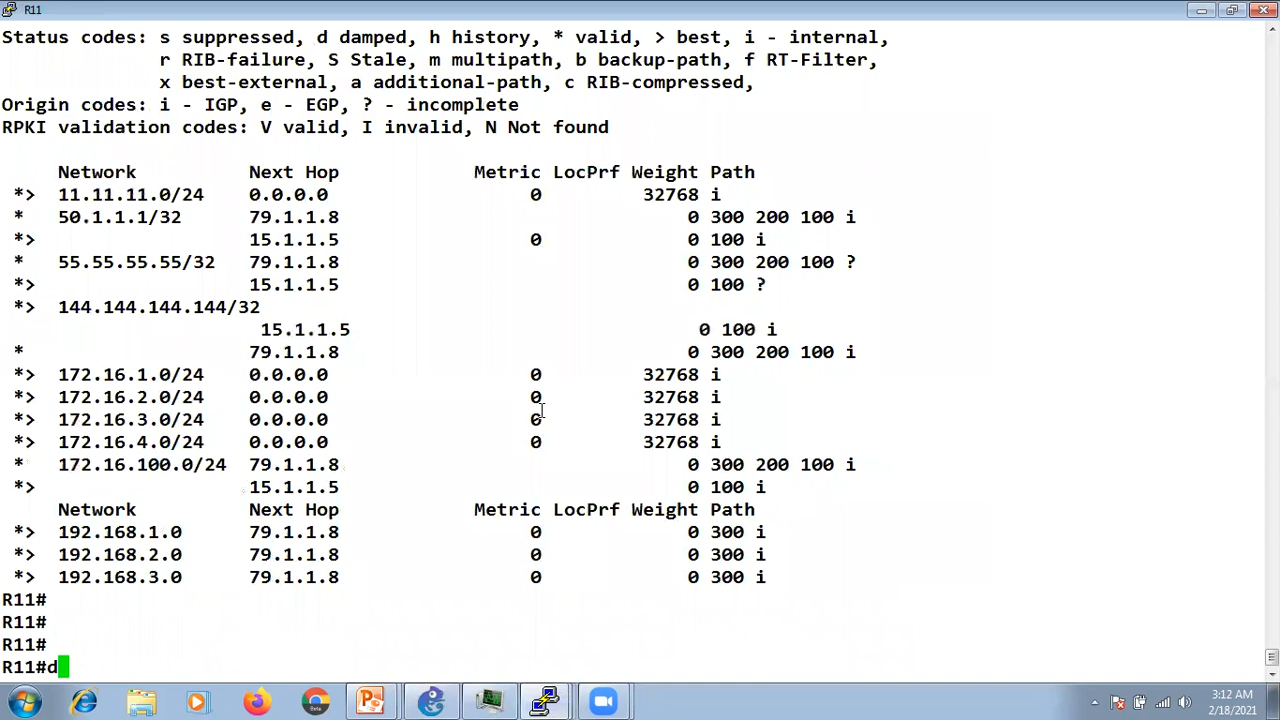 R11
Status codes: s suppressed, d damped, h history, * valid, > best, i - internal,
              r RIB-failure, S Stale, m multipath, b backup-path, f RT-Filter,
              x best-external, a additional-path, c RIB-compressed,
Origin codes: i - IGP, e - EGP, ? - incomplete
RPKI validation codes: V valid, I invalid, N Not found

     Network          Next Hop            Metric LocPrf Weight Path
 *>  11.11.11.0/24    0.0.0.0                  0         32768 i
 *   50.1.1.1/32      79.1.1.8                               0 300 200 100 i
 *>                   15.1.1.5                 0             0 100 i
 *   55.55.55.55/32   79.1.1.8                               0 300 200 100 ?
 *>                   15.1.1.5                               0 100 ?
 *>  144.144.144.144/32
                       15.1.1.5                               0 100 i
 *                    79.1.1.8                               0 300 200 100 i
 *>  172.16.1.0/24    0.0.0.0                  0         32768 i
 *>  172.16.2.0/24    0.0.0.0                  0         32768 i
 *>  172.16.3.0/24    0.0.0.0                  0         32768 i
 *>  172.16.4.0/24    0.0.0.0                  0         32768 i
 *   172.16.100.0/24  79.1.1.8                               0 300 200 100 i
 *>                   15.1.1.5                               0 100 i
     Network          Next Hop            Metric LocPrf Weight Path
 *>  192.168.1.0      79.1.1.8                 0             0 300 i
 *>  192.168.2.0      79.1.1.8                 0             0 300 i
 *>  192.168.3.0      79.1.1.8                 0             0 300 i
R11#
R11#
R11#
R11#d
Beta
3:12 AM
2/18/2021